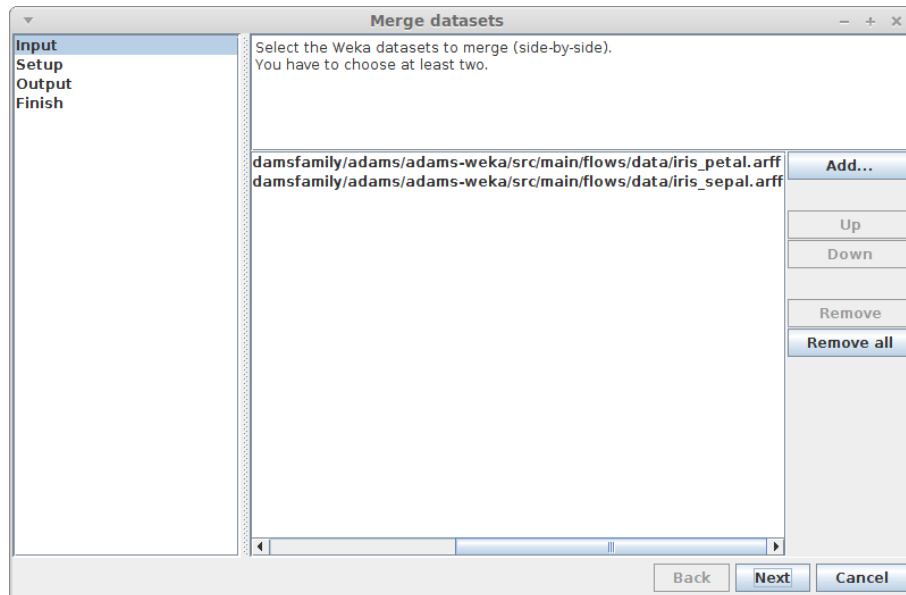 Merge datasets
Input
Setup
Output
Finish
Select the Weka datasets to merge (side-by-side).
You have to choose at least two.
damsfamily/adams/adams-weka/src/main/flows/data/iris_petal.arff
damsfamily/adams/adams-weka/src/main/flows/data/iris_sepal.arff
Add...
Up
Down
Remove
Remove all
Back
Next
Cancel